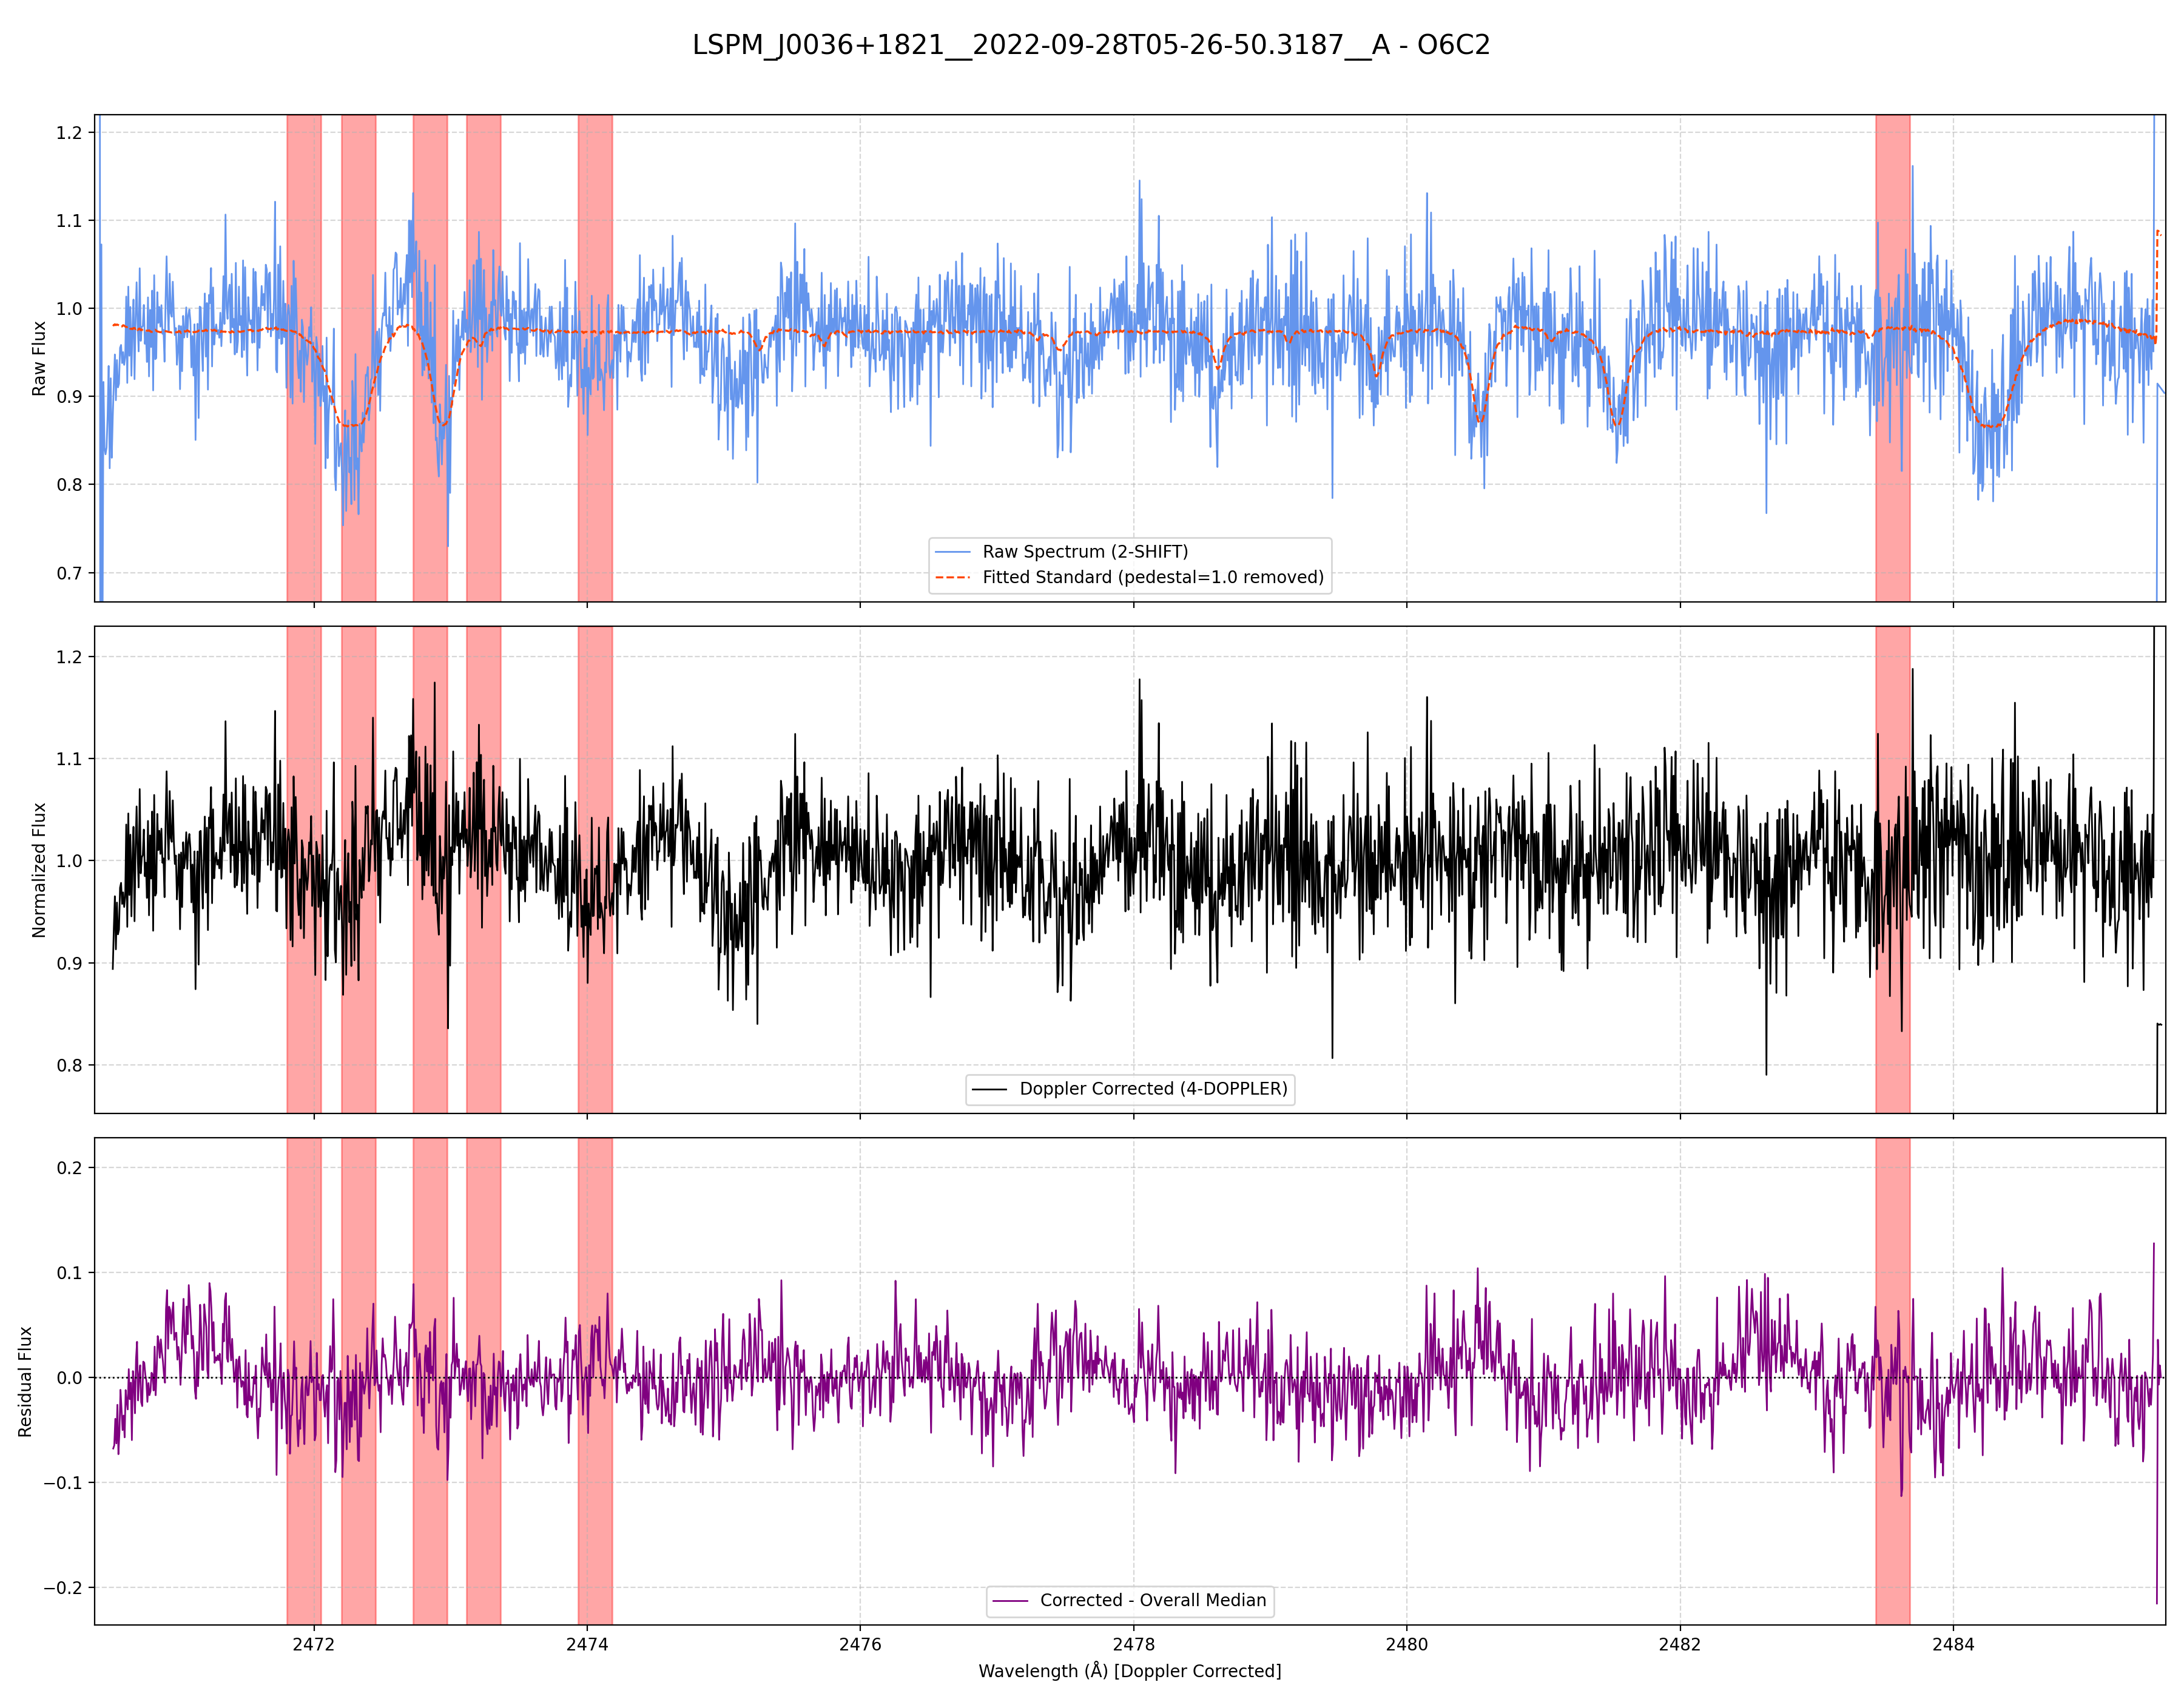 LSPM_J0036+1821__2022-09-28T05-26-50.3187__A - O6C2
1.2
1.1
1.0
0.9
0.8
0.7
Raw Flux
Raw Spectrum (2-SHIFT)
Fitted Standard (pedestal=1.0 removed)
1.2
1.1
1.0
0.9
0.8
Normalized Flux
Doppler Corrected (4-DOPPLER)
0.2
0.1
0.0
−0.1
−0.2
Residual Flux
Corrected - Overall Median
2472 2474 2476 2478 2480 2482 2484
Wavelength (Å) [Doppler Corrected]